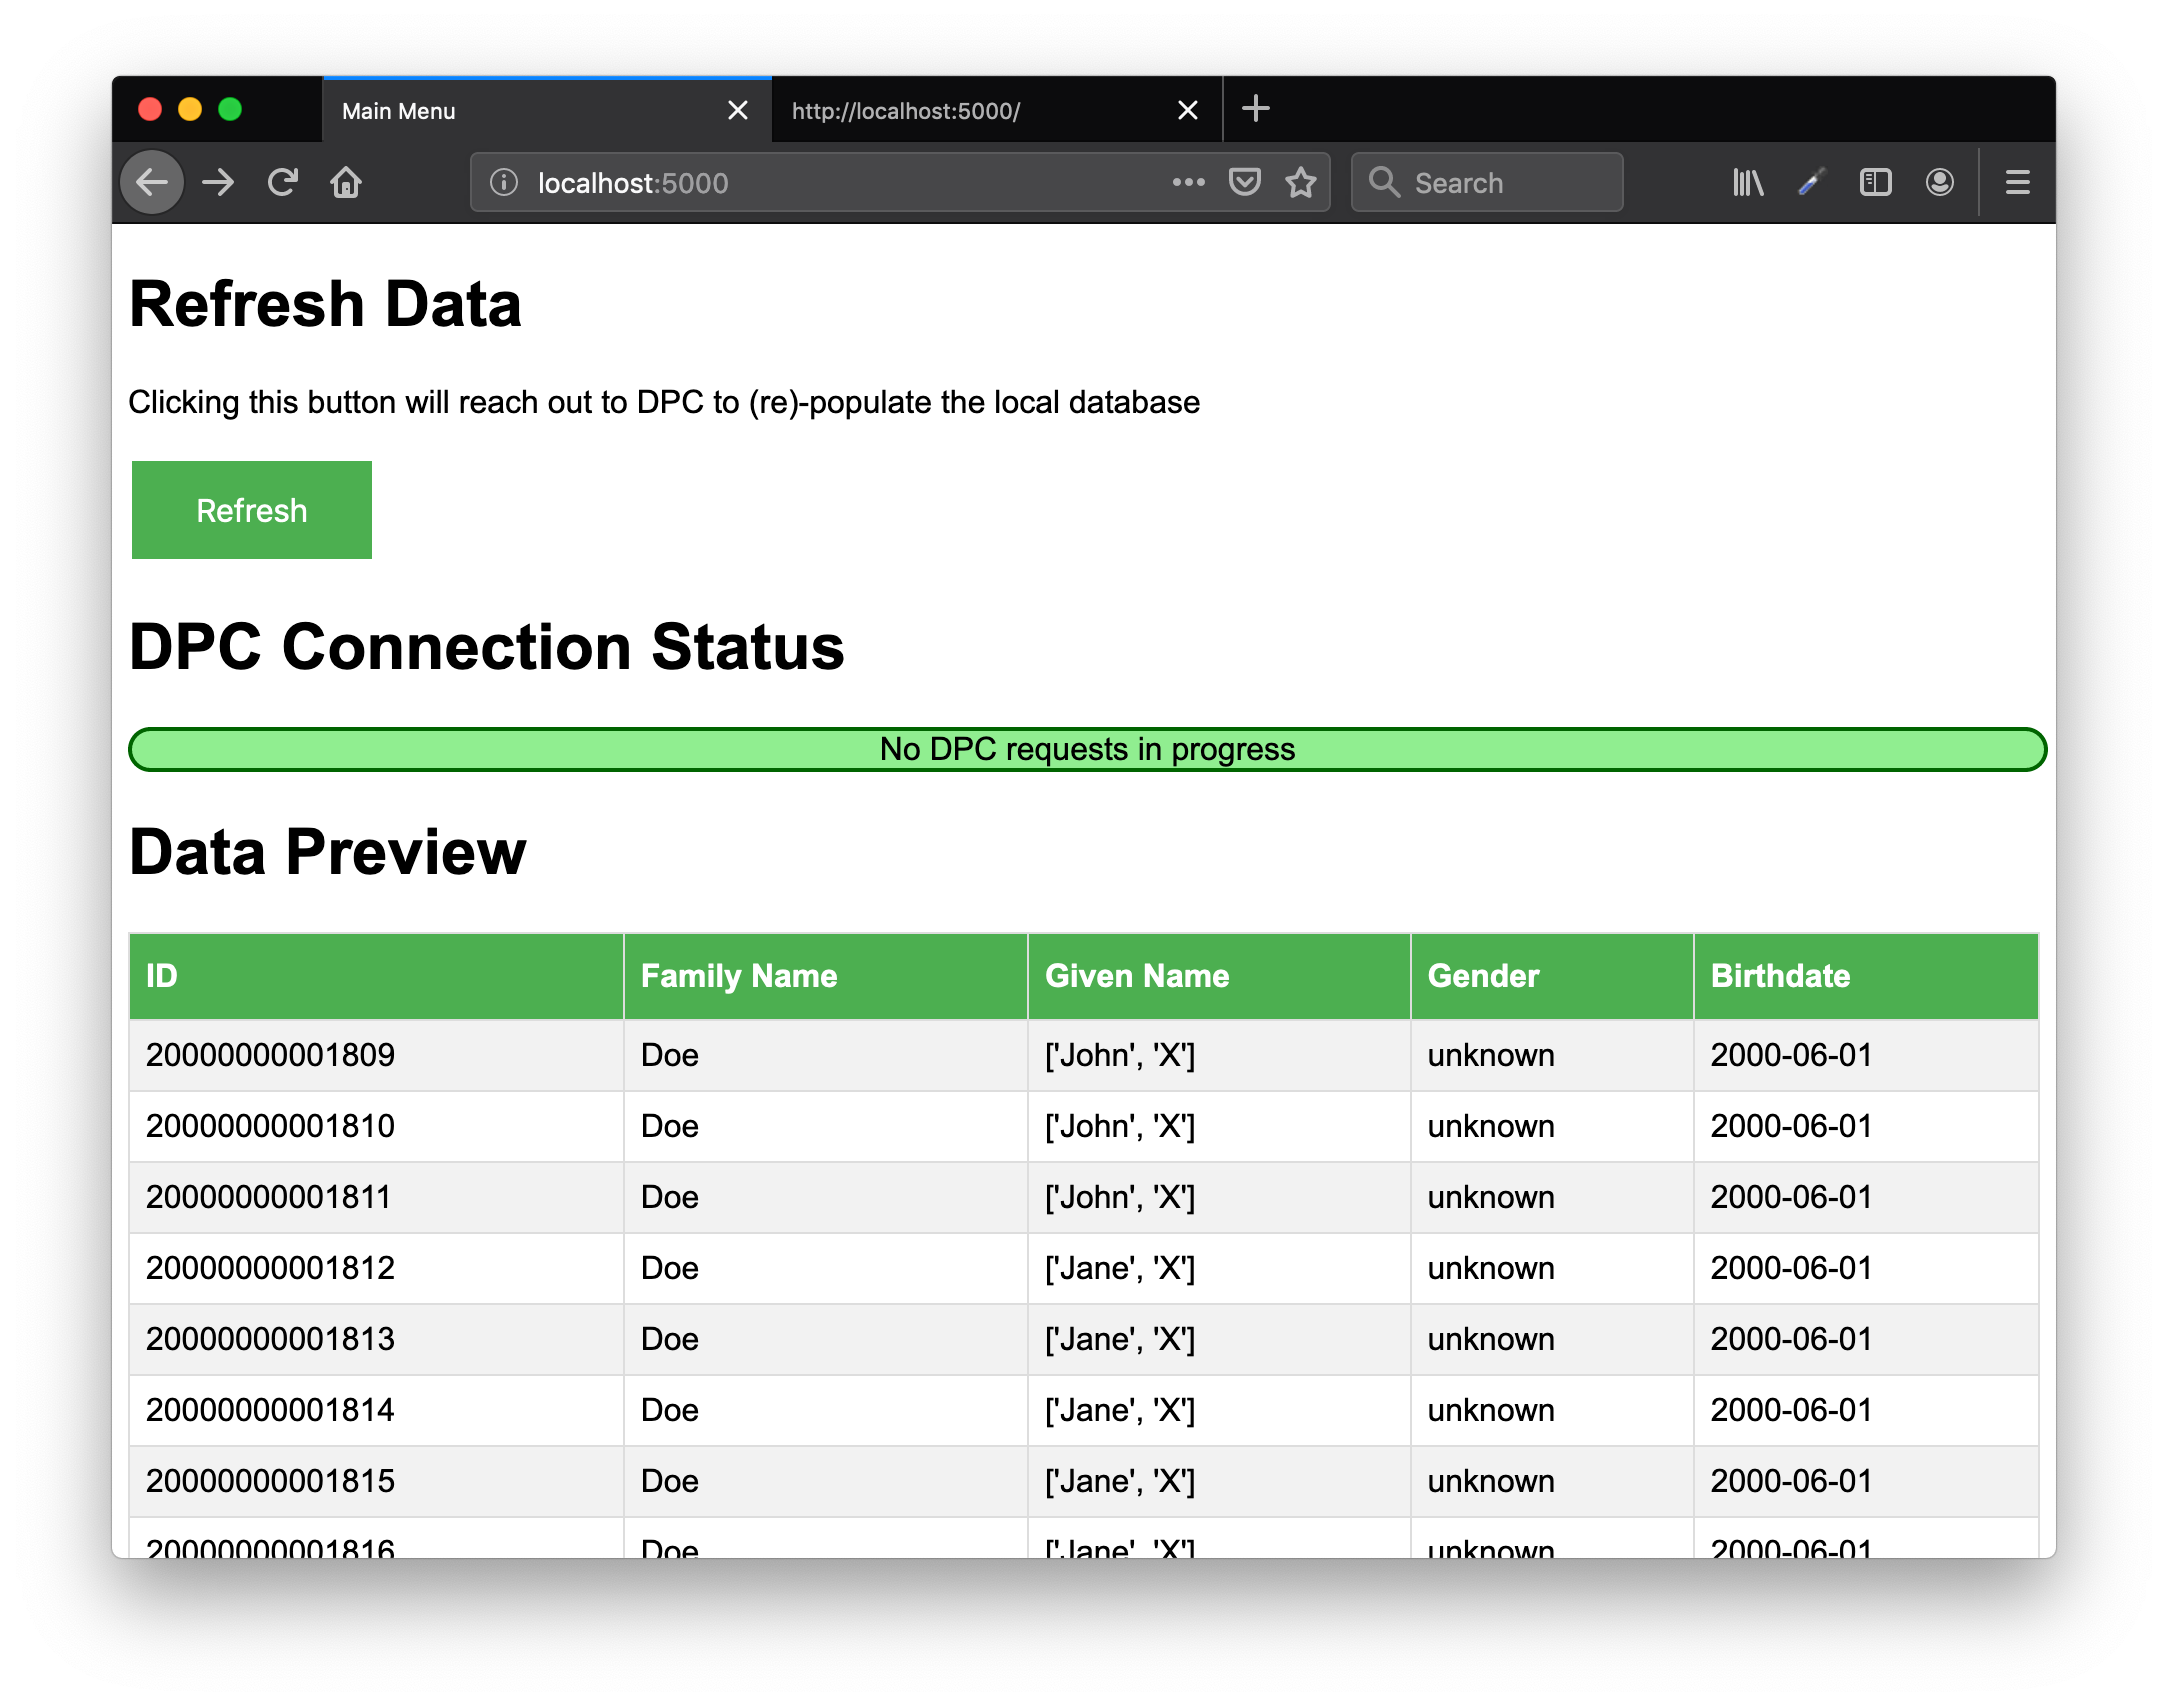 Main Menu
http://localhost:5000/
localhost:5000
Search
Refresh Data
Clicking this button will reach out to DPC to (re)-populate the local database
Refresh
DPC Connection Status
No DPC requests in progress
Data Preview
ID Family Name Given Name Gender Birthdate
20000000001809 Doe ['John', 'X'] unknown 2000-06-01
20000000001810 Doe ['John', 'X'] unknown 2000-06-01
20000000001811 Doe ['John', 'X'] unknown 2000-06-01
20000000001812 Doe ['Jane', 'X'] unknown 2000-06-01
20000000001813 Doe ['Jane', 'X'] unknown 2000-06-01
20000000001814 Doe ['Jane', 'X'] unknown 2000-06-01
20000000001815 Doe ['Jane', 'X'] unknown 2000-06-01
20000000001816 Doe ['Jane', 'X'] unknown 2000-06-01